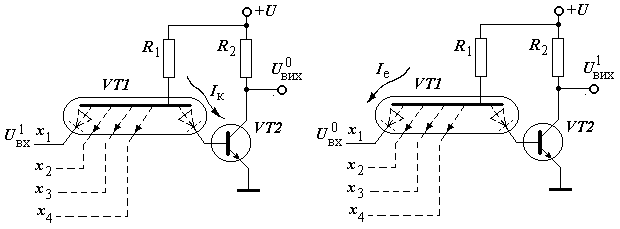 +U
R1 R2
VT1 Iк U⁰вих
VT2
U¹вх x1
x2
x3
x4
+U
R1 R2
Iе VT1 U¹вих
VT2
U⁰вх x1
x2
x3
x4